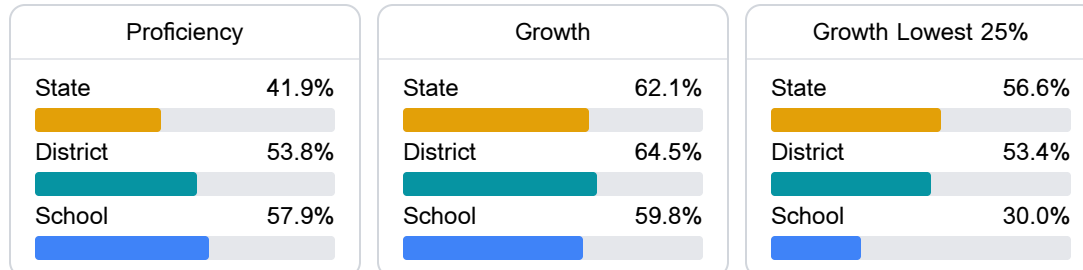 Proficiency
State 41.9%
District 53.8%
School 57.9%
Growth
State 62.1%
District 64.5%
School 59.8%
Growth Lowest 25%
State 56.6%
District 53.4%
School 30.0%